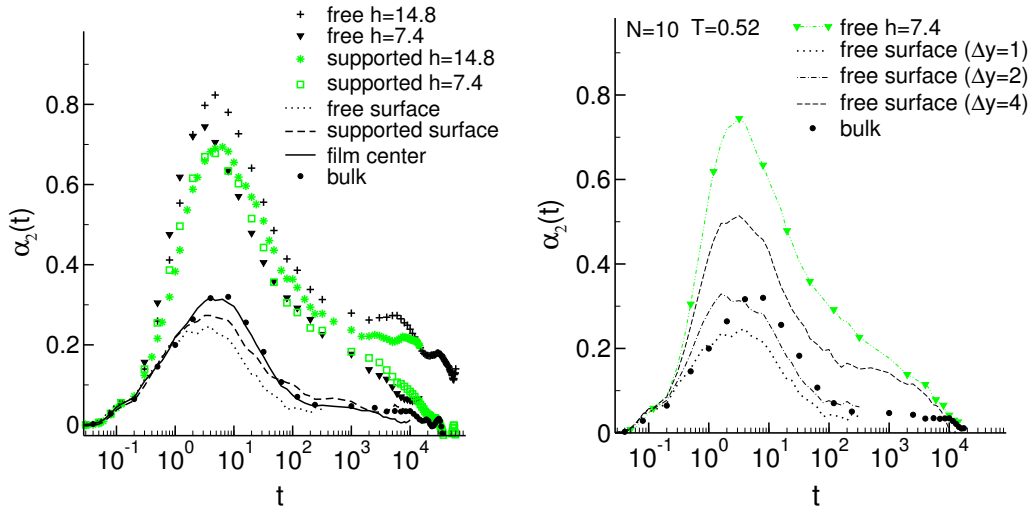 free h=14.8
free h=7.4
supported h=14.8
supported h=7.4
free surface
supported surface
film center
bulk
0.8
0.6
0.4
0.2
0
α₂(t)
10⁻¹ 10⁰ 10¹ 10² 10³ 10⁴
t
N=10 T=0.52
free h=7.4
free surface (Δy=1)
free surface (Δy=2)
free surface (Δy=4)
bulk
0.8
0.6
0.4
0.2
0
α₂(t)
10⁻¹ 10⁰ 10¹ 10² 10³ 10⁴
t